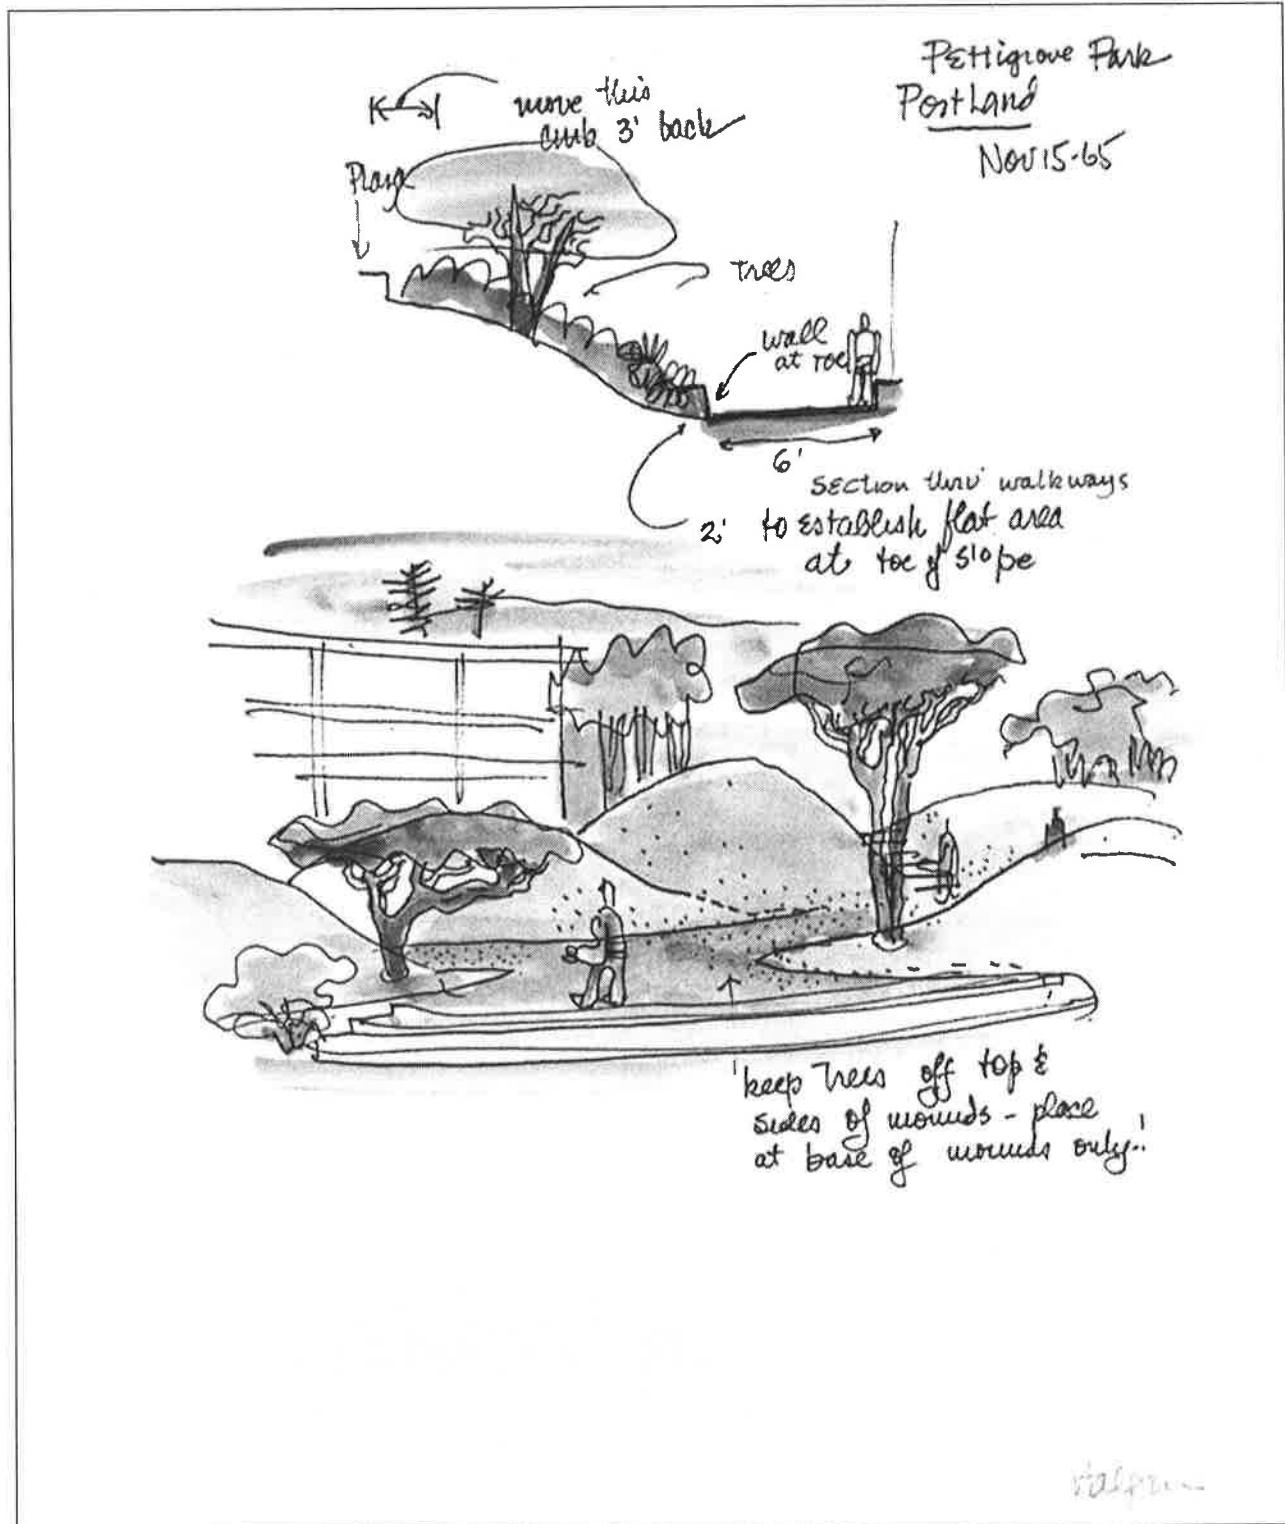 Pettigrove Park
Portland
Nov 15-65
move this
curb 3' back
Plaza
Trees
wall
at toe
6'
section thru' walkways
2' to establish flat area
at toe of slope
'keep Trees off top &
sides of mounds - place
at base of mounds only..'